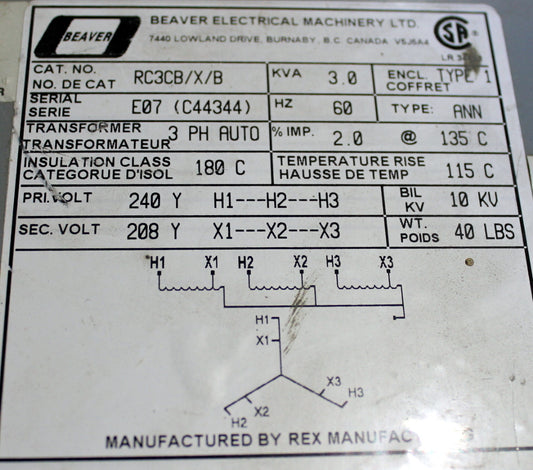 BEAVER
BEAVER ELECTRICAL MACHINERY LTD.
7440 LOWLAND DRIVE, BURNABY, B.C. CANADA V5J5A4
LR
CAT. NO.
NO. DE CAT
RC3CB/X/B
KVA 3.0
ENCL. TYPE 1
COFFRET
SERIAL
SERIE
E07 (C44344)
HZ 60
TYPE: ANN
TRANSFORMER
TRANSFORMATEUR
3 PH AUTO
% IMP. 2.0 @ 135 C
INSULATION CLASS
CATEGORUE D'ISOL
180 C
TEMPERATURE RISE
HAUSSE DE TEMP
115 C
PRI. VOLT 240 Y H1---H2---H3
BIL
KV
10 KV
SEC. VOLT 208 Y X1---X2---X3
WT.
POIDS
40 LBS
H1 X1 H2 X2 H3 X3
H1
X1
X3
H3
X2
H2
MANUFACTURED BY REX